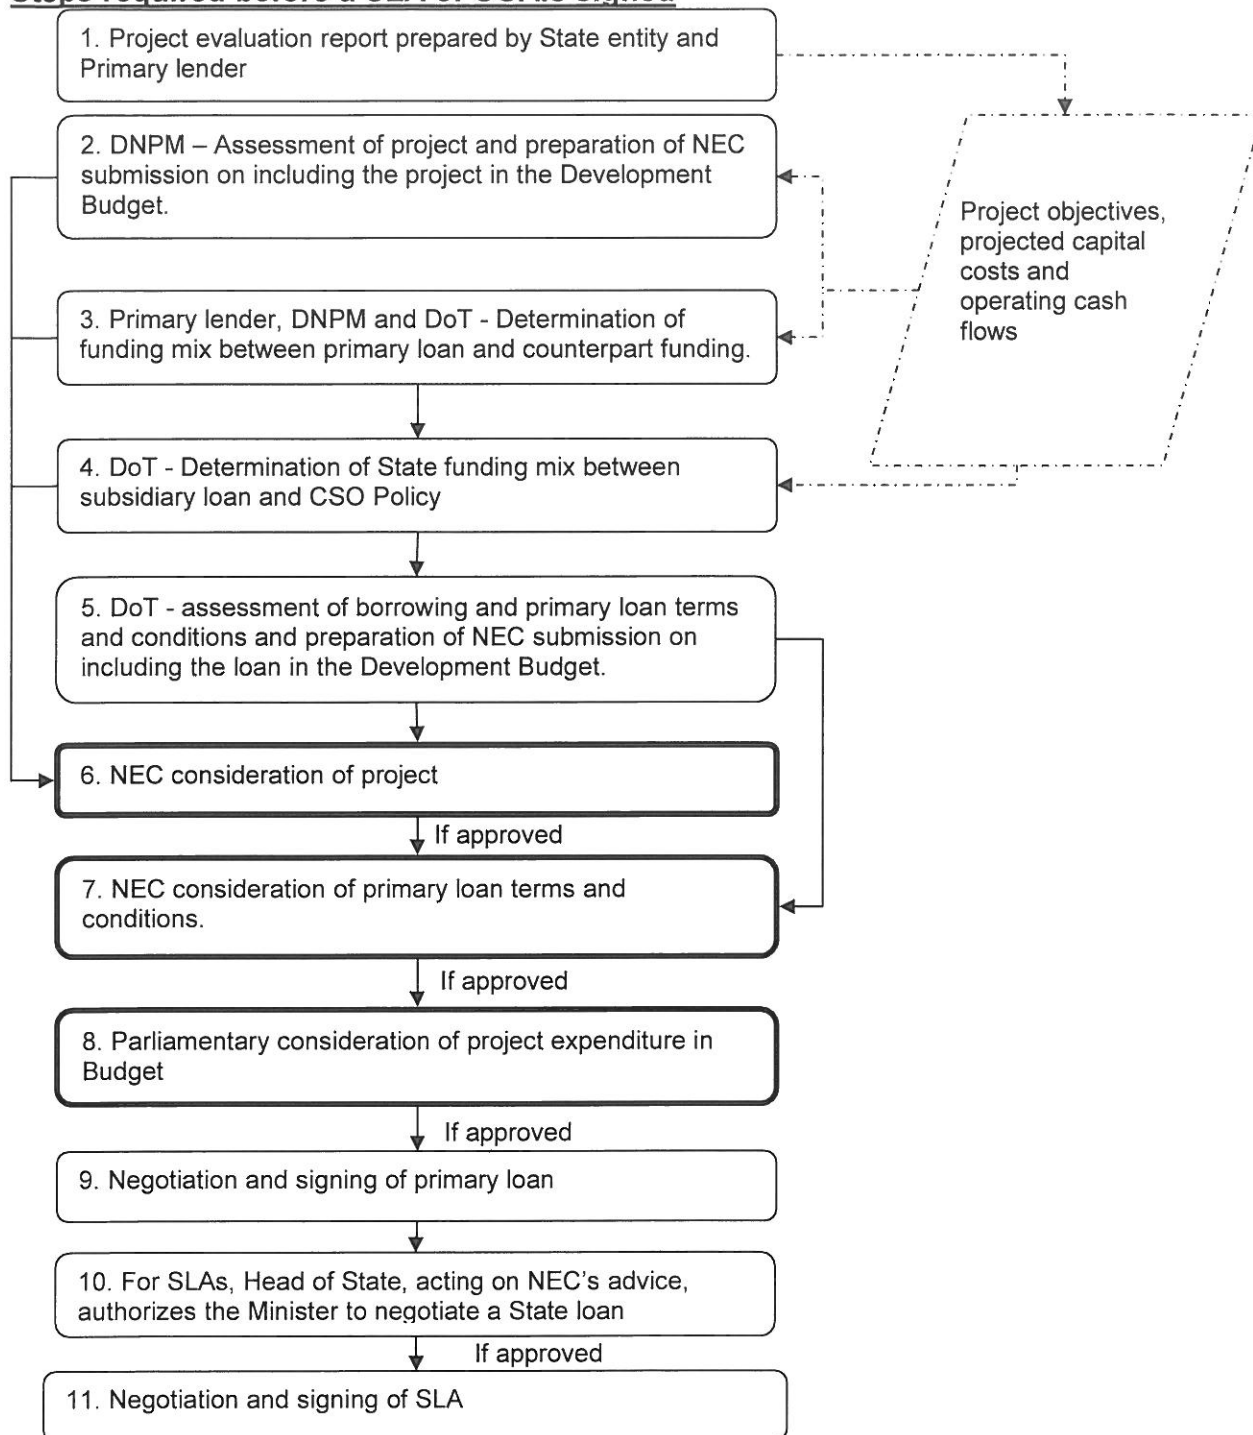 1. Project evaluation report prepared by State entity and
Primary lender
2. DNPM – Assessment of project and preparation of NEC
submission on including the project in the Development
Budget.
Project objectives,
projected capital
costs and
operating cash
flows
3. Primary lender, DNPM and DoT - Determination of
funding mix between primary loan and counterpart funding.
4. DoT - Determination of State funding mix between
subsidiary loan and CSO Policy
5. DoT - assessment of borrowing and primary loan terms
and conditions and preparation of NEC submission on
including the loan in the Development Budget.
6. NEC consideration of project
If approved
7. NEC consideration of primary loan terms and
conditions.
If approved
8. Parliamentary consideration of project expenditure in
Budget
If approved
9. Negotiation and signing of primary loan
10. For SLAs, Head of State, acting on NEC's advice,
authorizes the Minister to negotiate a State loan
If approved
11. Negotiation and signing of SLA